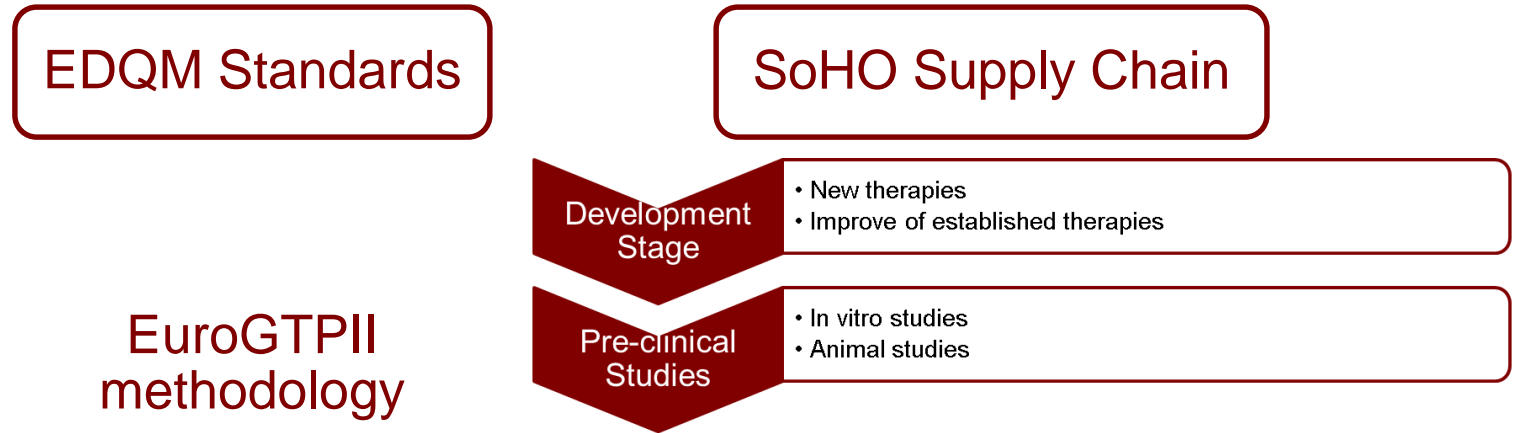 EDQM Standards
SoHO Supply Chain
Development
Stage
• New therapies
• Improve of established therapies
EuroGTPII
methodology
Pre-clinical
Studies
• In vitro studies
• Animal studies